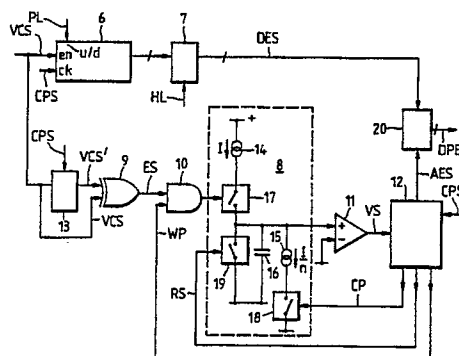 PL
6
7
VCS
u/d
en
ck
DES
CPS
HL
+
20
DPE
CPS
I
14
8
AES
VCS'
9
ES
10
12
CPS
17
13
11
VS
VCS
WP
15
I/n
16
19
RS
18
CP